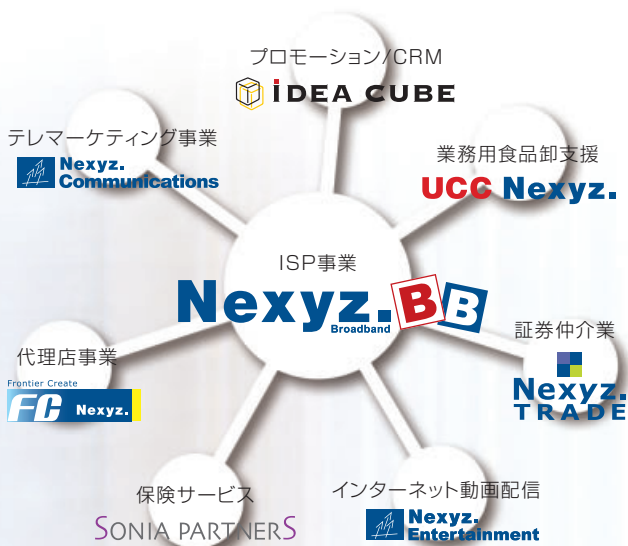 プロモーション/CRM
iDEA CUBE
テレマーケティング事業
Nexyz.
Communications
業務用食品卸支援
UCC Nexyz.
ISP事業
Nexyz.BB
Broadband
代理店事業
Frontier Create
FC Nexyz.
証券仲介業
Nexyz.
TRADE
保険サービス
SONIA PARTNERS
インターネット動画配信
Nexyz.
Entertainment